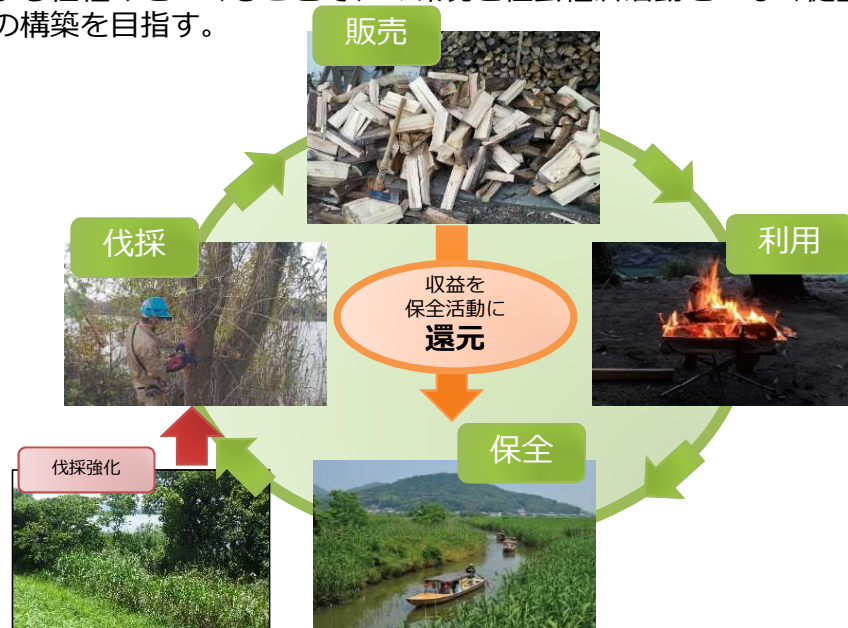 の構築を目指す。
販売
伐採
利用
収益を
保全活動に
還元
保全
伐採強化